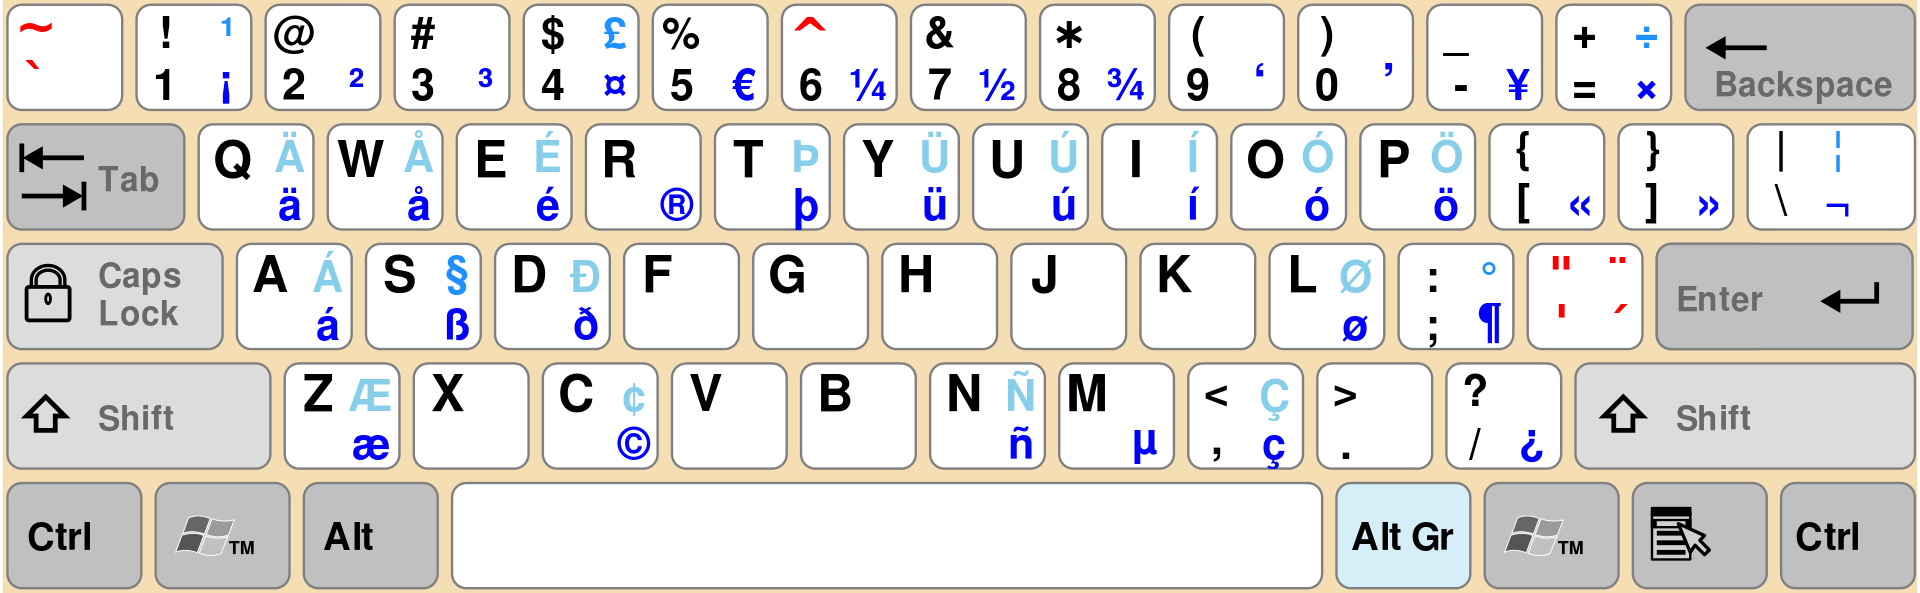 ~ ! ¹ @ # $ £ % ^ & * ( ) _ + ÷
` 1 ¡ 2 ² 3 ³ 4 ¤ 5 € 6 ¼ 7 ½ 8 ¾ 9 ‘ 0 ’ - ¥ = × Backspace
Tab Q Ä W Å E É R T Þ Y Ü U Ú I Í O Ó P Ö { } | ¦
ä å é ® þ ü ú í ó ö [ « ] » \ ¬
Caps A Á S § D Ð F G H J K L Ø : ° " ¨ Enter
Lock á ß ð ø ; ¶ ' ´
Shift Z Æ X C ¢ V B N Ñ M < Ç > ? Shift
æ © ñ µ , ç . / ¿
Ctrl TM Alt Alt Gr TM Ctrl